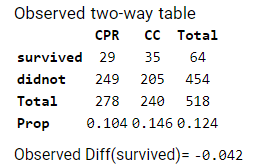 Observed two-way table
CPR CC Total
survived 29 35 64
didnot 249 205 454
Total 278 240 518
Prop 0.104 0.146 0.124
Observed Diff(survived)= -0.042